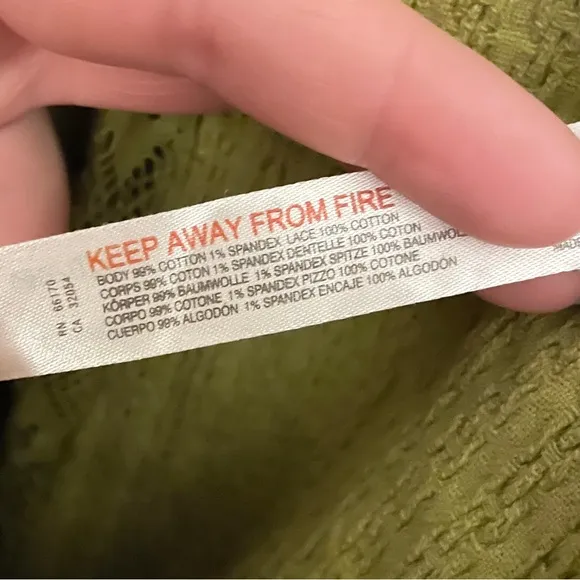 KEEP AWAY FROM FIRE
BODY 99% COTTON 1% SPANDEX LACE 100% COTTON
CORPS 99% COTON 1% SPANDEX DENTELLE 100% COTON
KÖRPER 99% BAUMWOLLE 1% SPANDEX SPITZE 100% BAUMWOLL
CORPO 99% COTONE 1% SPANDEX PIZZO 100% COTONE
CUERPO 99% ALGODÓN 1% SPANDEX ENCAJE 100% ALGODÓN
RN 66170
CA 32054
MADE